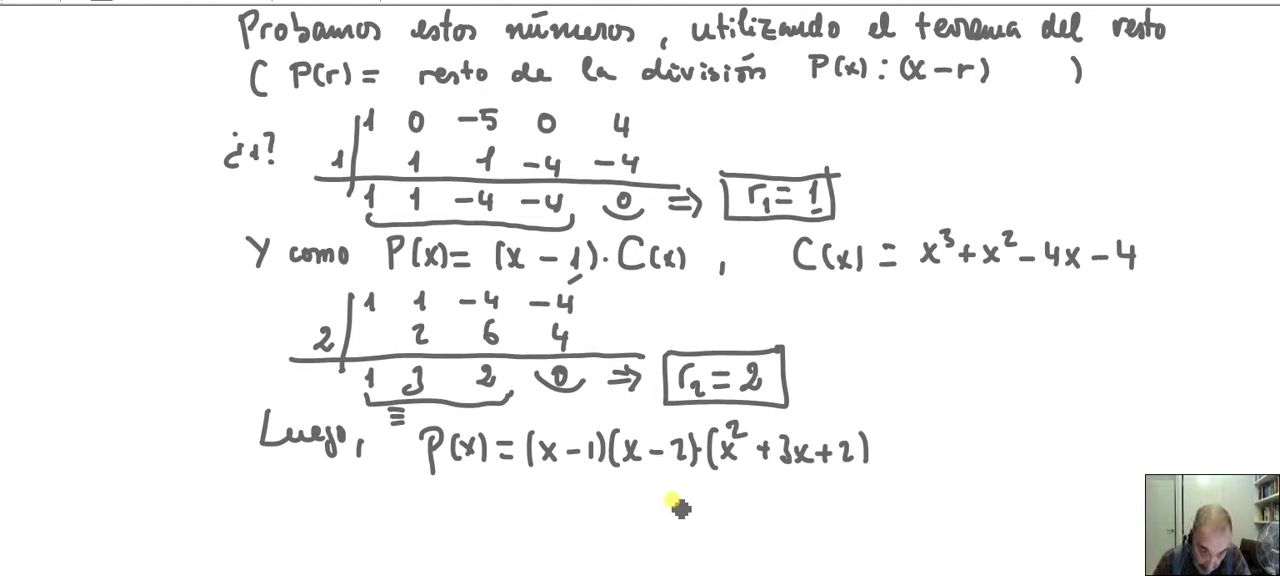 Probamos estos números, utilizando el teorema del resto
( P(r) = resto de la división P(x) : (x-r) )
1 0 -5 0 4
¿1? 1 1 1 -4 -4
1 1 -4 -4 0 ⇒ r₁ = 1
Y como P(x) = (x - 1) · C(x) , C(x) = x³ + x² - 4x - 4
1 1 -4 -4
2 2 6 4
1 3 2 0 ⇒ r₂ = 2
Luego, P(x) = (x-1)(x-2)·(x² + 3x + 2)